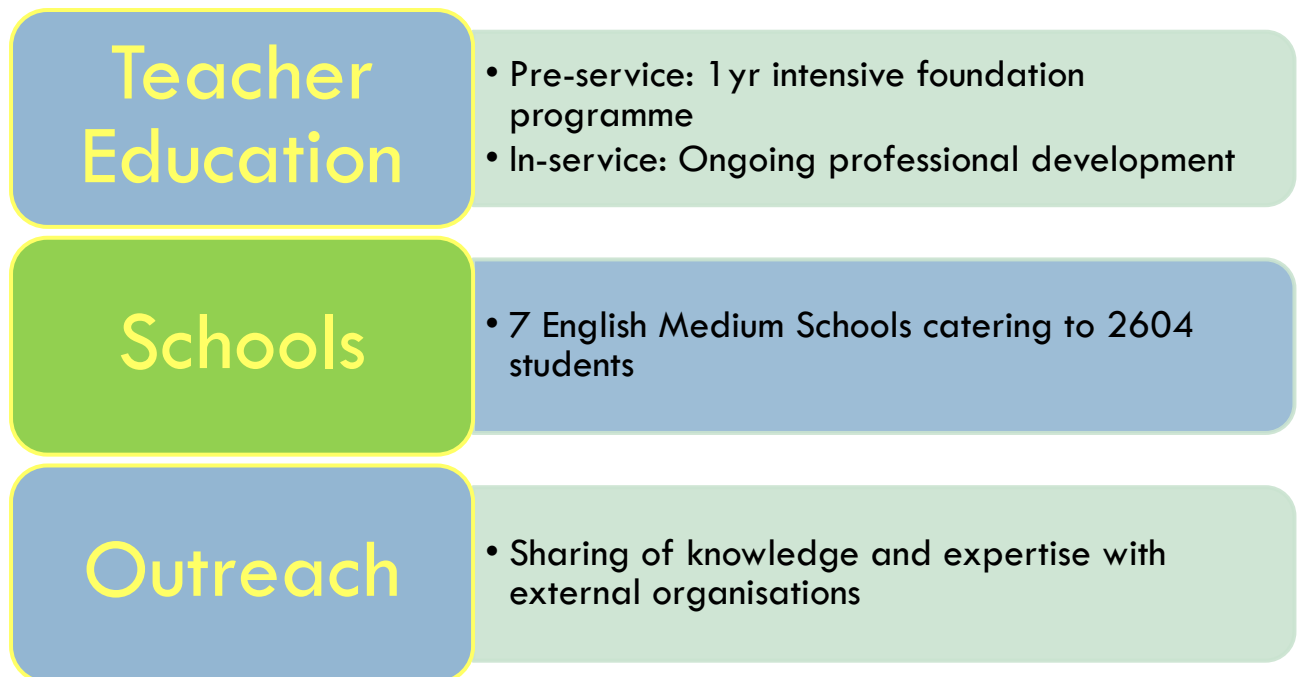 Teacher
Education
• Pre-service: 1yr intensive foundation
programme
• In-service: Ongoing professional development
Schools
• 7 English Medium Schools catering to 2604
students
Outreach
• Sharing of knowledge and expertise with
external organisations